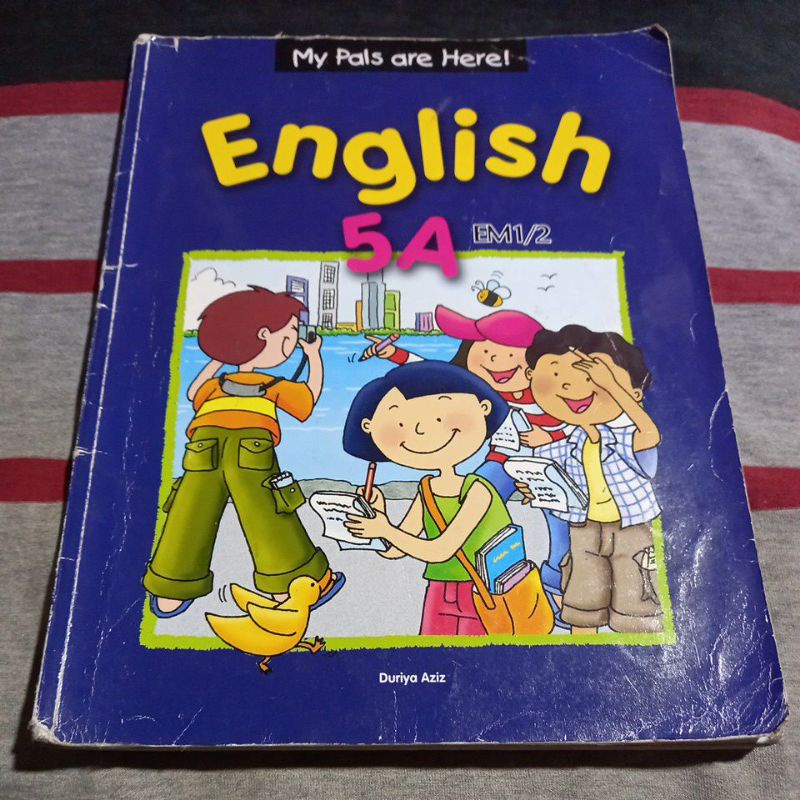 My Pals are Here!
English
5A EM1/2
Duriya Aziz